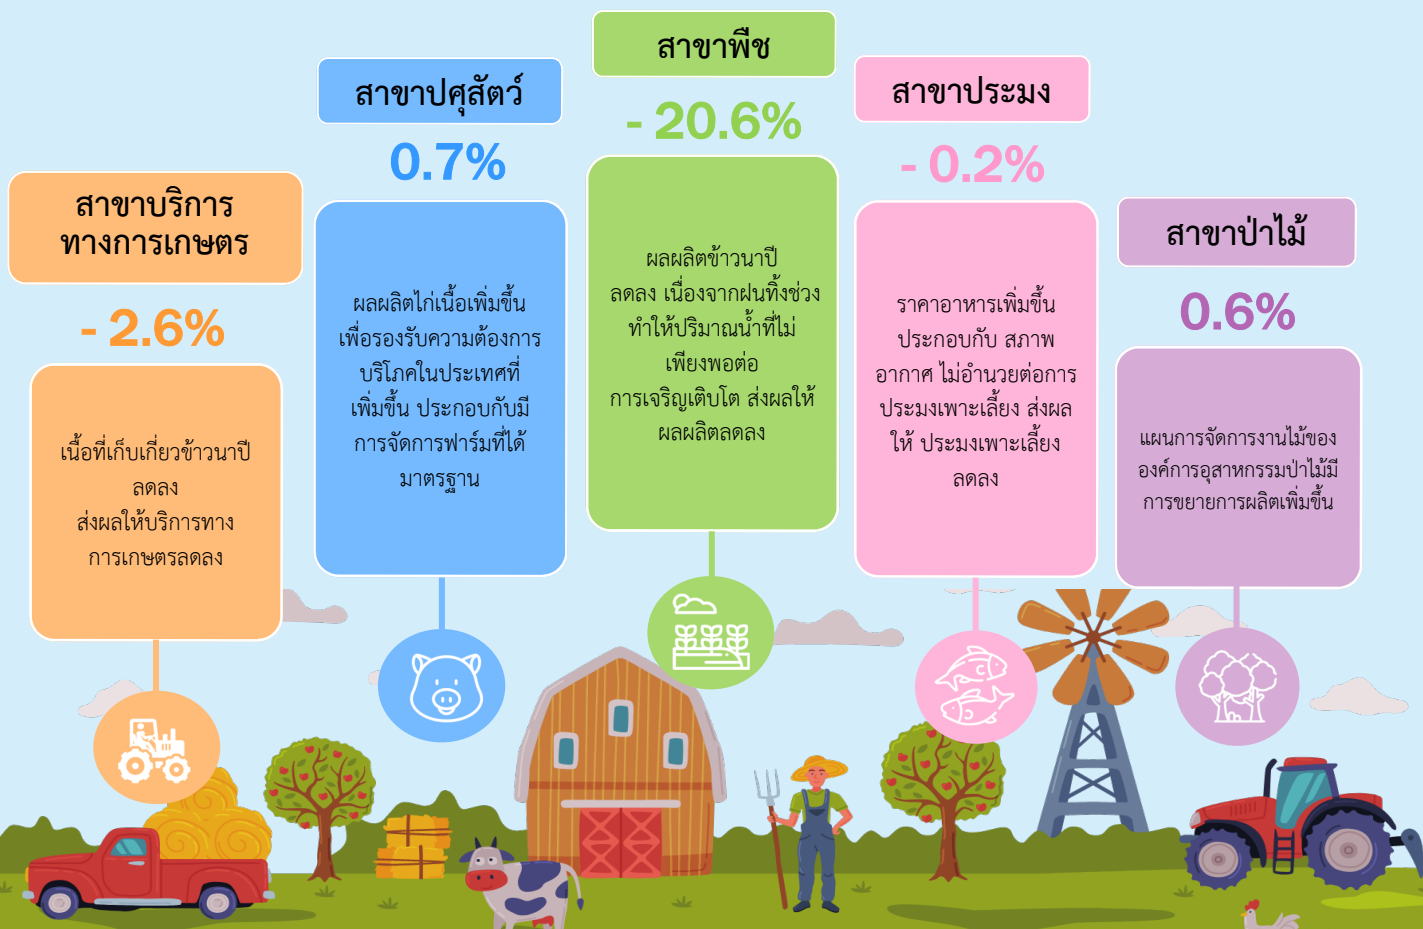 สาขาบริการ
ทางการเกษตร
- 2.6%
เนื้อที่เก็บเกี่ยวข้าวนาปี
ลดลง
ส่งผลให้บริการทาง
การเกษตรลดลง
สาขาปศุสัตว์
0.7%
ผลผลิตไก่เนื้อเพิ่มขึ้น
เพื่อรองรับความต้องการ
บริโภคในประเทศที่
เพิ่มขึ้น ประกอบกับมี
การจัดการฟาร์มที่ได้
มาตรฐาน
สาขาพืช
- 20.6%
ผลผลิตข้าวนาปี
ลดลง เนื่องจากฝนทิ้งช่วง
ทำให้ปริมาณน้ำที่ไม่
เพียงพอต่อ
การเจริญเติบโต ส่งผลให้
ผลผลิตลดลง
สาขาประมง
- 0.2%
ราคาอาหารเพิ่มขึ้น
ประกอบกับ สภาพ
อากาศ ไม่อำนวยต่อการ
ประมงเพาะเลี้ยง ส่งผล
ให้ ประมงเพาะเลี้ยง
ลดลง
สาขาป่าไม้
0.6%
แผนการจัดการงานไม้ของ
องค์การอุสาหกรรมป่าไม้มี
การขยายการผลิตเพิ่มขึ้น